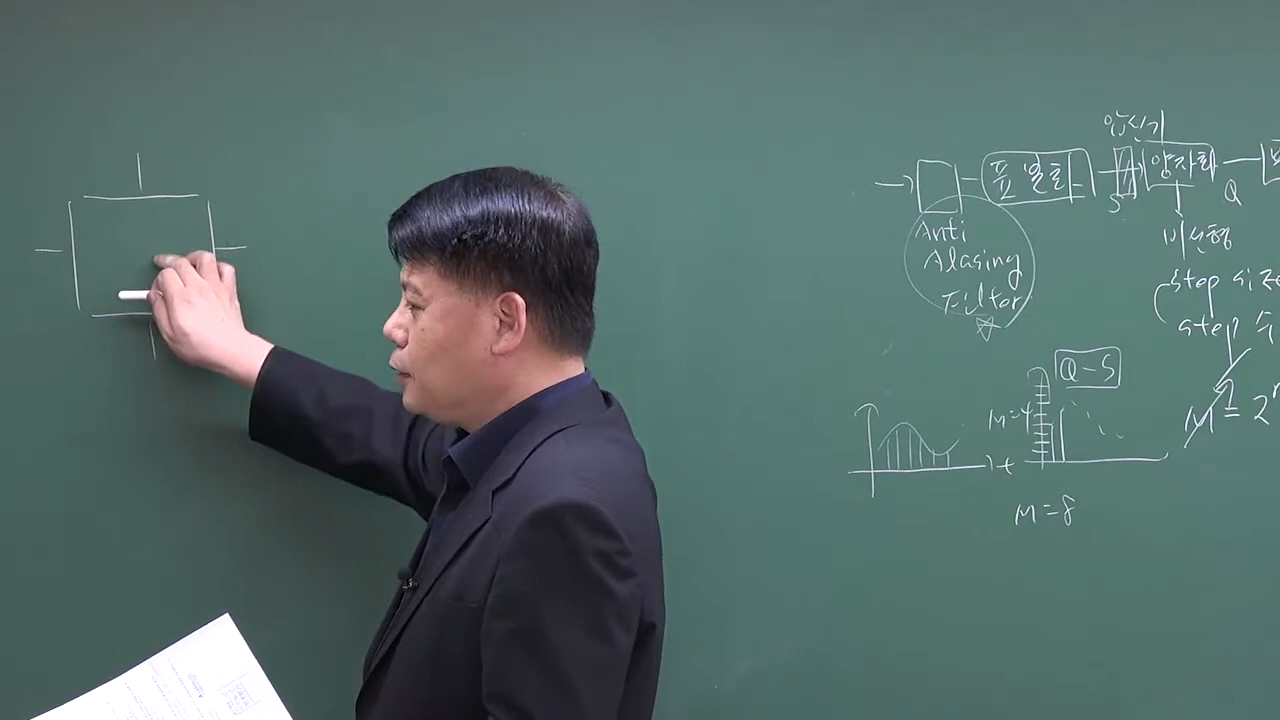 압신기
표본화
양자화
S
Q
Anti
Alasing
Filter
비선형
step size
step 수
Q-S
M=4
t
M=8
M=2